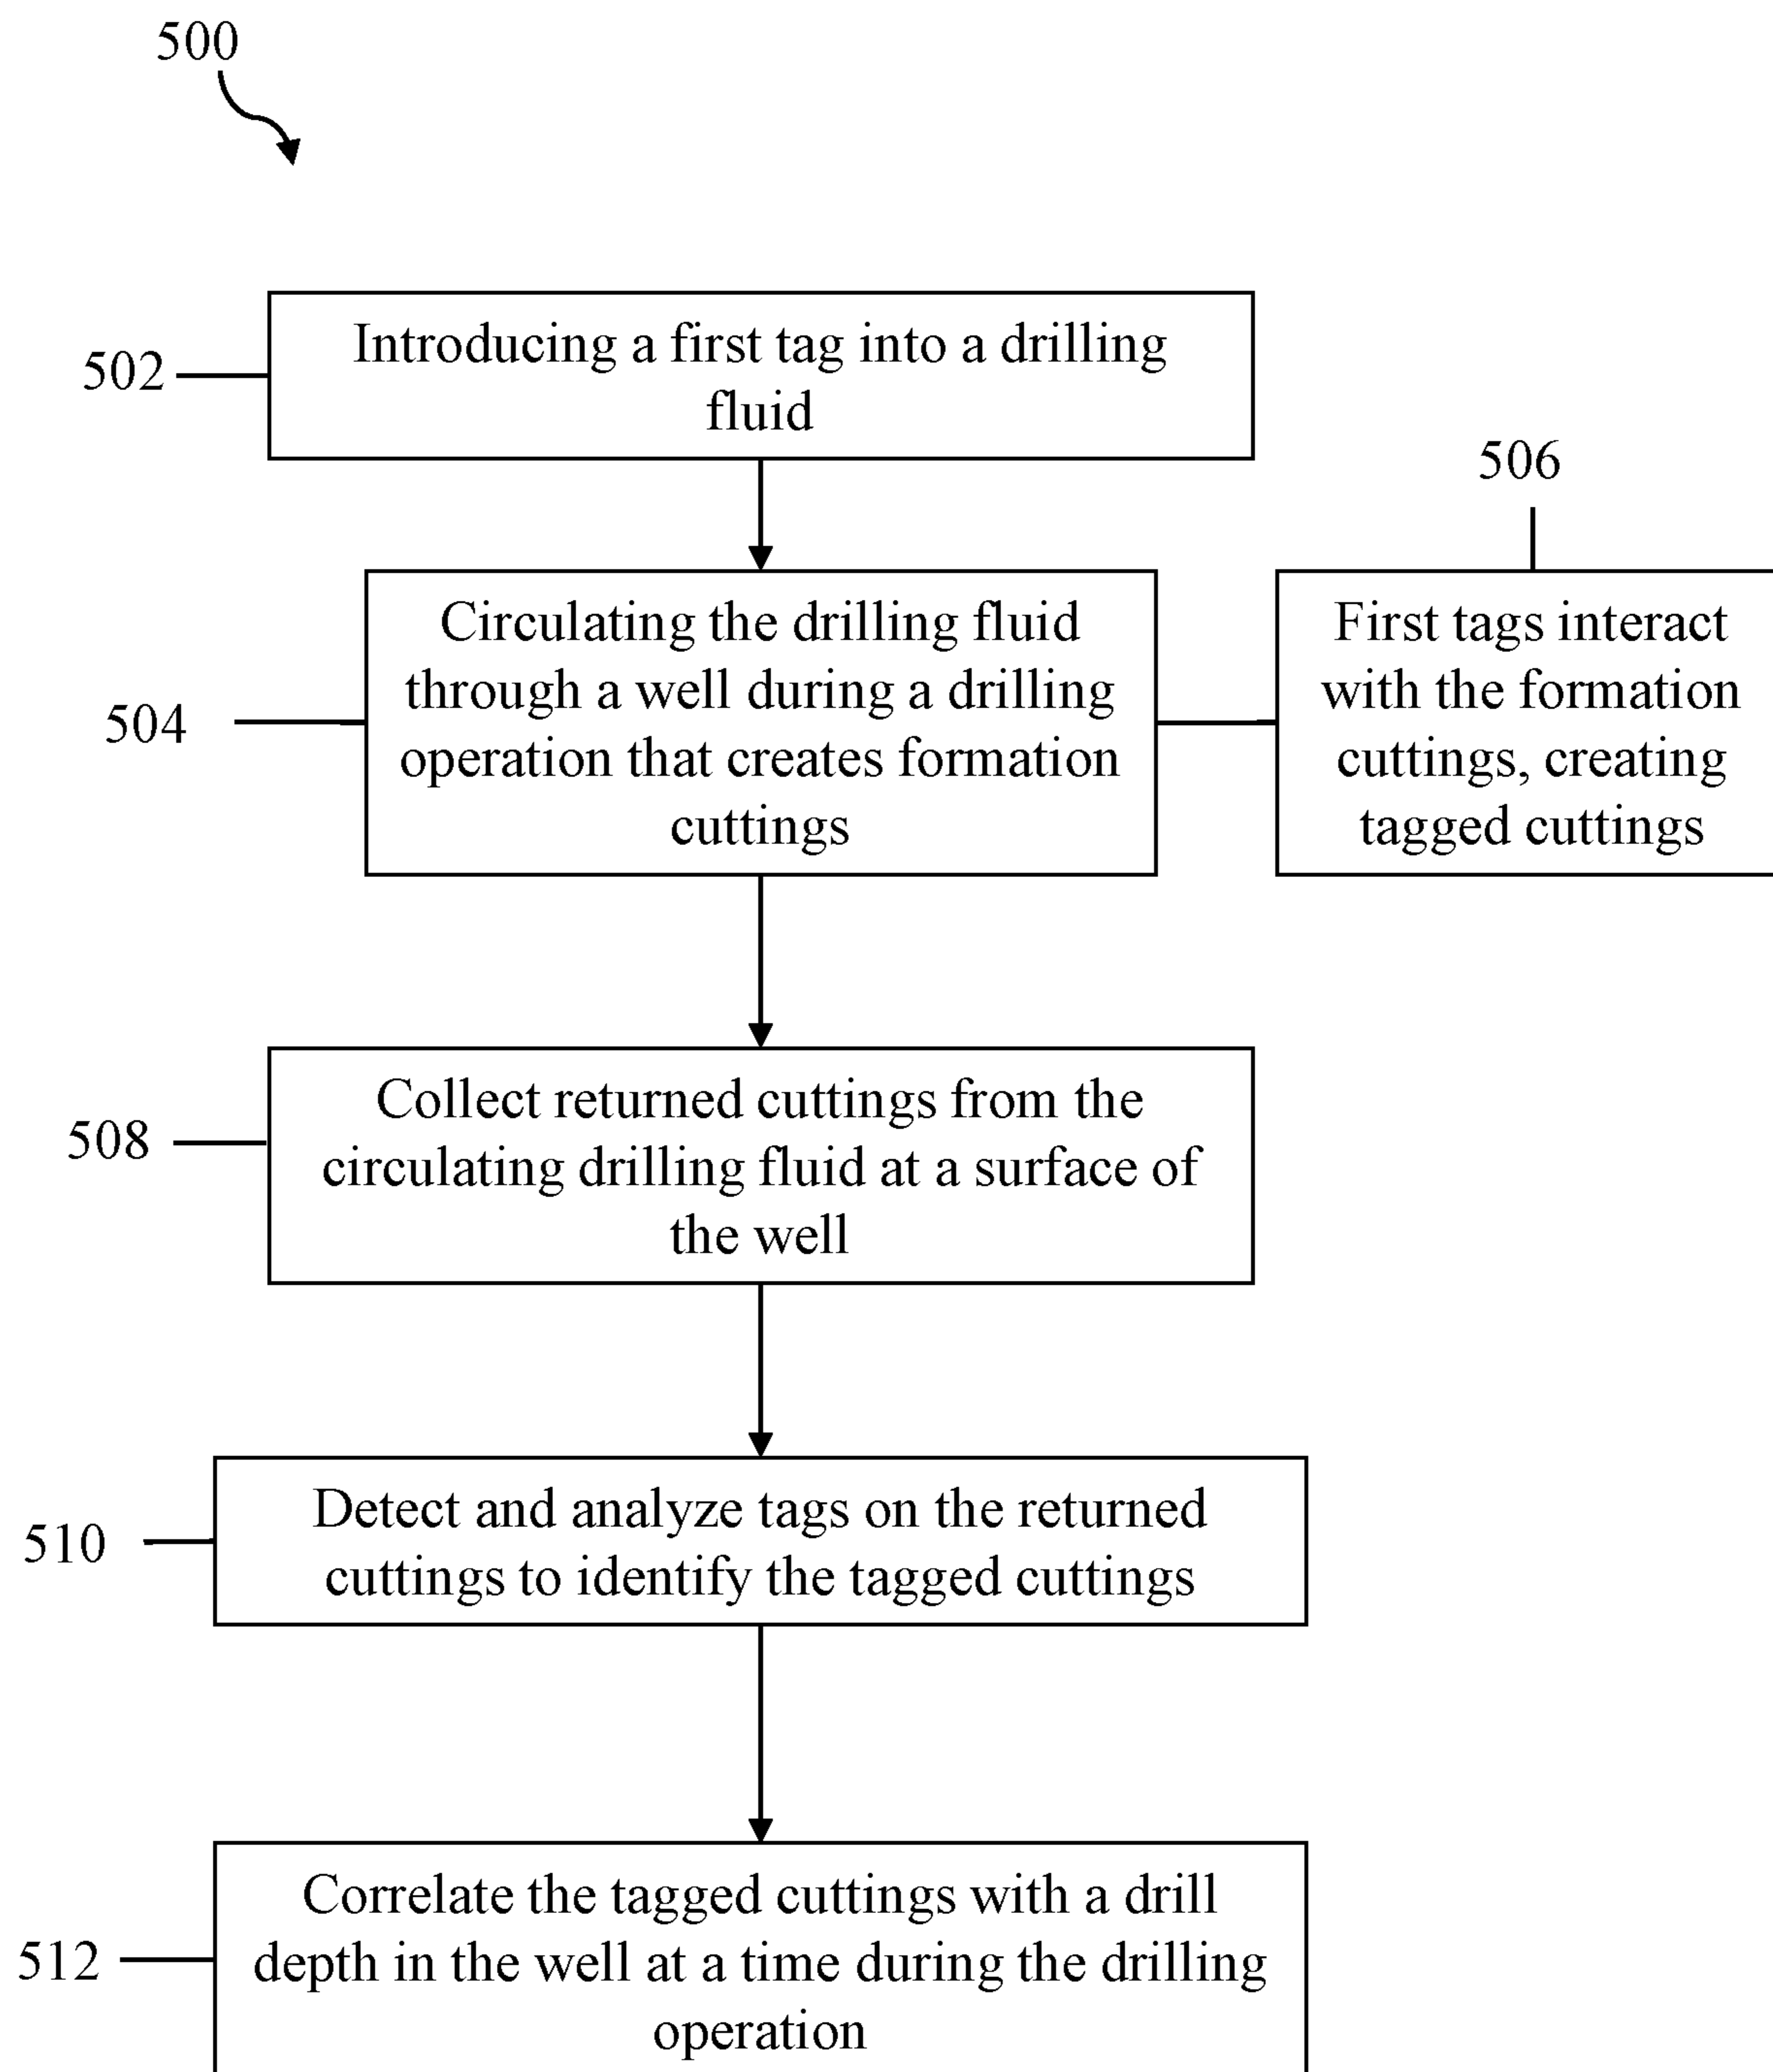 500
502
Introducing a first tag into a drilling
fluid
504
Circulating the drilling fluid
through a well during a drilling
operation that creates formation
cuttings
506
First tags interact
with the formation
cuttings, creating
tagged cuttings
508
Collect returned cuttings from the
circulating drilling fluid at a surface of
the well
510
Detect and analyze tags on the returned
cuttings to identify the tagged cuttings
512
Correlate the tagged cuttings with a drill
depth in the well at a time during the drilling
operation